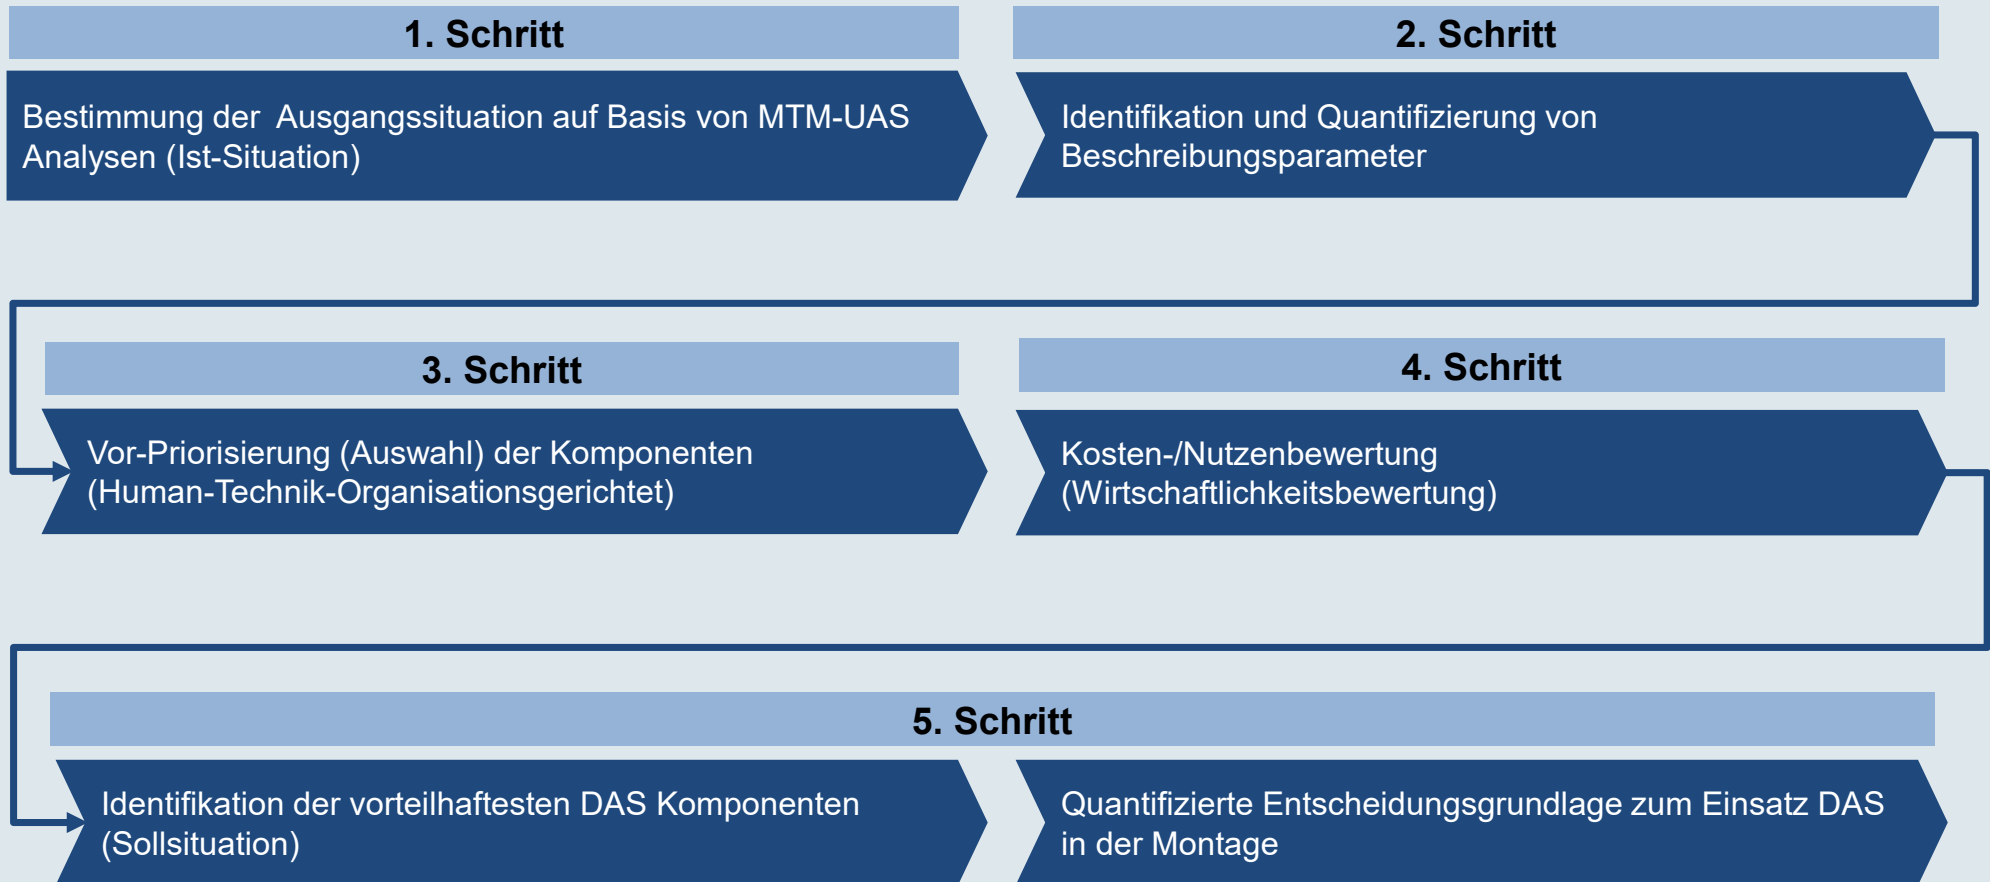 1. Schritt
Bestimmung der  Ausgangssituation auf Basis von MTM-UAS
Analysen (Ist-Situation)
2. Schritt
Identifikation und Quantifizierung von
Beschreibungsparameter
3. Schritt
Vor-Priorisierung (Auswahl) der Komponenten
(Human-Technik-Organisationsgerichtet)
4. Schritt
Kosten-/Nutzenbewertung
(Wirtschaftlichkeitsbewertung)
5. Schritt
Identifikation der vorteilhaftesten DAS Komponenten
(Sollsituation)
Quantifizierte Entscheidungsgrundlage zum Einsatz DAS
in der Montage